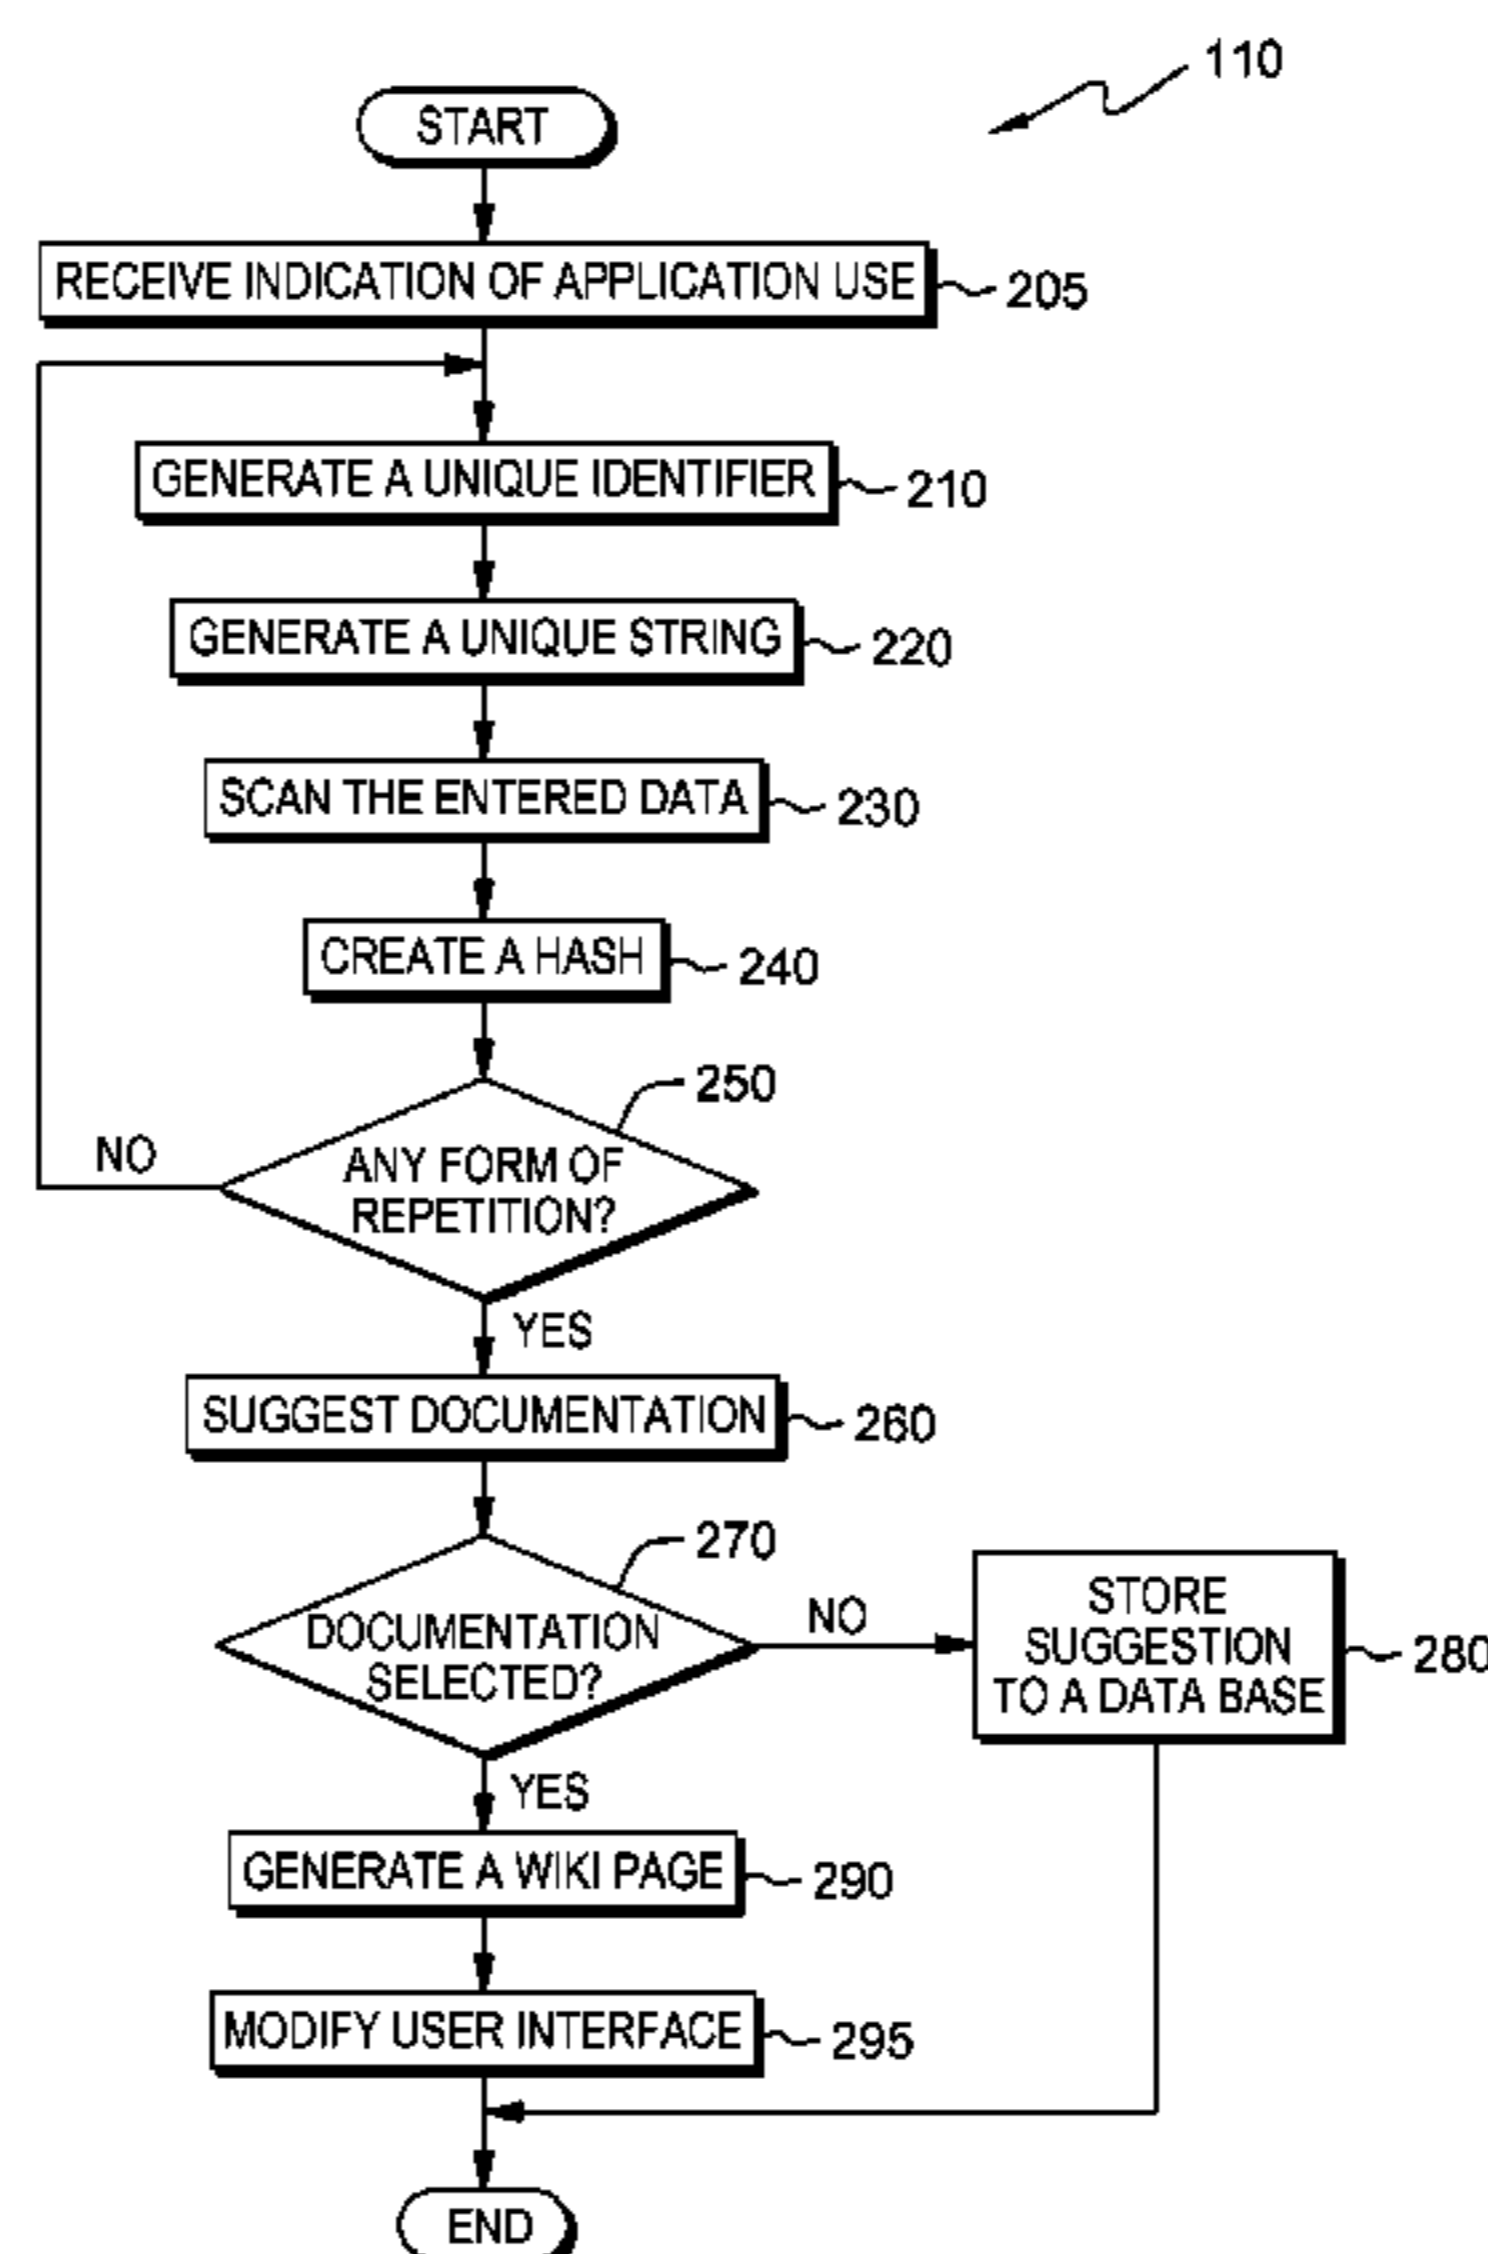 110
START
RECEIVE INDICATION OF APPLICATION USE
205
GENERATE A UNIQUE IDENTIFIER
210
GENERATE A UNIQUE STRING
220
SCAN THE ENTERED DATA
230
CREATE A HASH
240
250
ANY FORM OF
REPETITION?
NO
YES
SUGGEST DOCUMENTATION
260
270
DOCUMENTATION
SELECTED?
NO
STORE
SUGGESTION
TO A DATA BASE
280
YES
GENERATE A WIKI PAGE
290
MODIFY USER INTERFACE
295
END